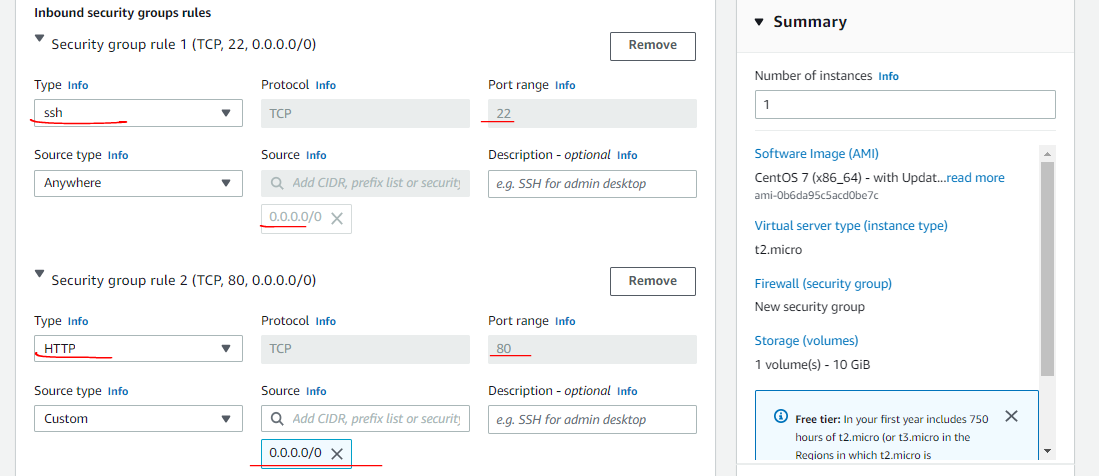 Inbound security groups rules
Security group rule 1 (TCP, 22, 0.0.0.0/0)
Remove
Type Info
Protocol Info
Port range Info
ssh
TCP
22
Source type Info
Source Info
Description - optional Info
Anywhere
Add CIDR, prefix list or security
e.g. SSH for admin desktop
0.0.0.0/0
Security group rule 2 (TCP, 80, 0.0.0.0/0)
Remove
Type Info
Protocol Info
Port range Info
HTTP
TCP
80
Source type Info
Source Info
Description - optional Info
Custom
Add CIDR, prefix list or security
e.g. SSH for admin desktop
0.0.0.0/0
Summary
Number of instances Info
1
Software Image (AMI)
CentOS 7 (x86_64) - with Updat...read more
ami-0b6da95c5acd0be7c
Virtual server type (instance type)
t2.micro
Firewall (security group)
New security group
Storage (volumes)
1 volume(s) - 10 GiB
Free tier: In your first year includes 750
hours of t2.micro (or t3.micro in the
Regions in which t2.micro is